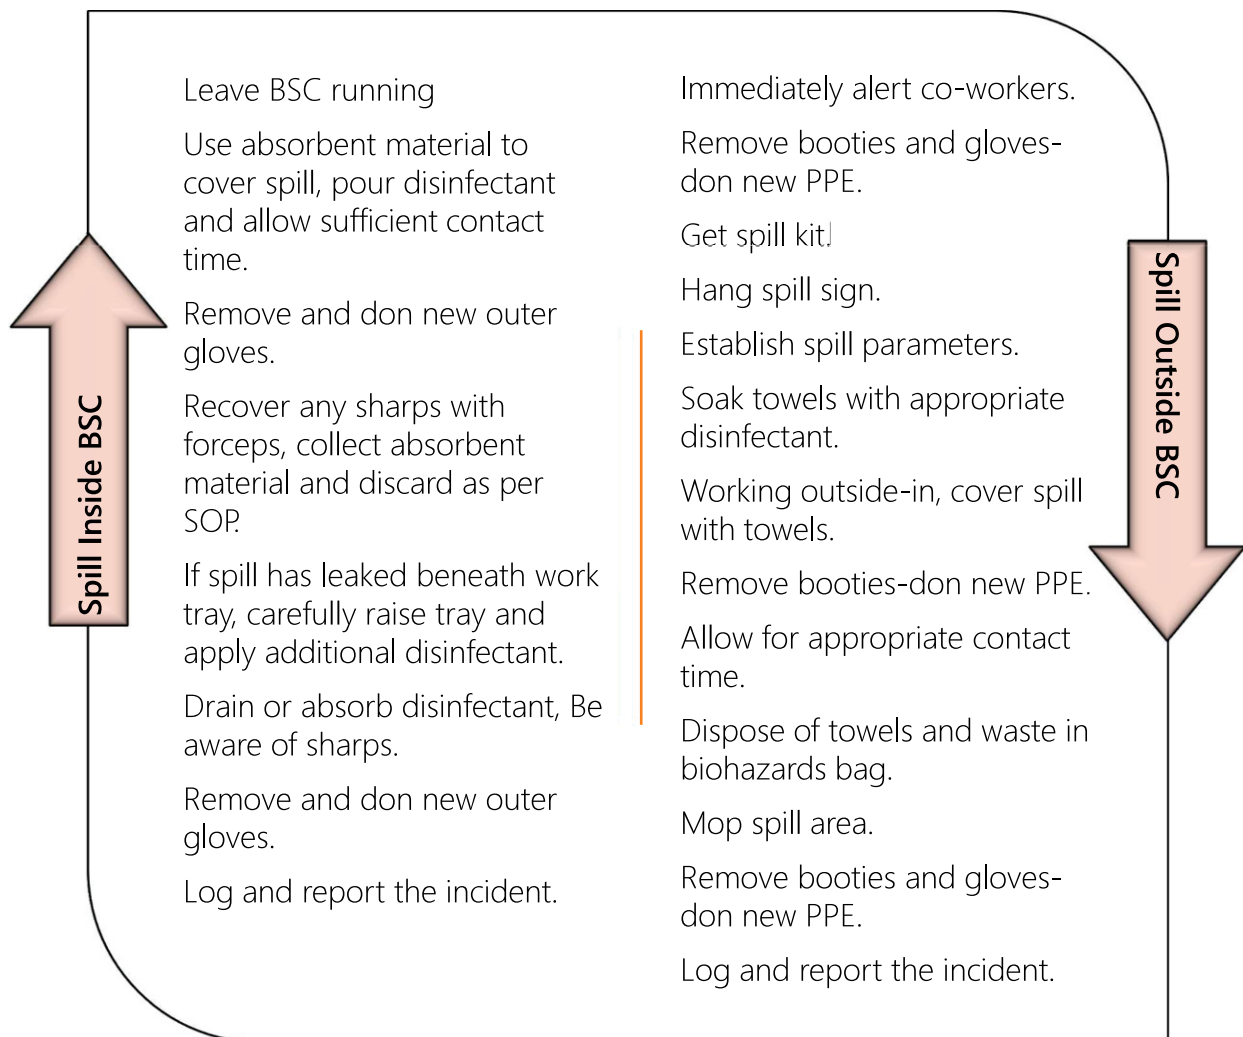 Spill Inside BSC
Leave BSC running
Use absorbent material to
cover spill, pour disinfectant
and allow sufficient contact
time.
Remove and don new outer
gloves.
Recover any sharps with
forceps, collect absorbent
material and discard as per
SOP.
If spill has leaked beneath work
tray, carefully raise tray and
apply additional disinfectant.
Drain or absorb disinfectant, Be
aware of sharps.
Remove and don new outer
gloves.
Log and report the incident.
Immediately alert co-workers.
Remove booties and gloves-
don new PPE.
Get spill kit.
Hang spill sign.
Establish spill parameters.
Soak towels with appropriate
disinfectant.
Working outside-in, cover spill
with towels.
Remove booties-don new PPE.
Allow for appropriate contact
time.
Dispose of towels and waste in
biohazards bag.
Mop spill area.
Remove booties and gloves-
don new PPE.
Log and report the incident.
Spill Outside BSC